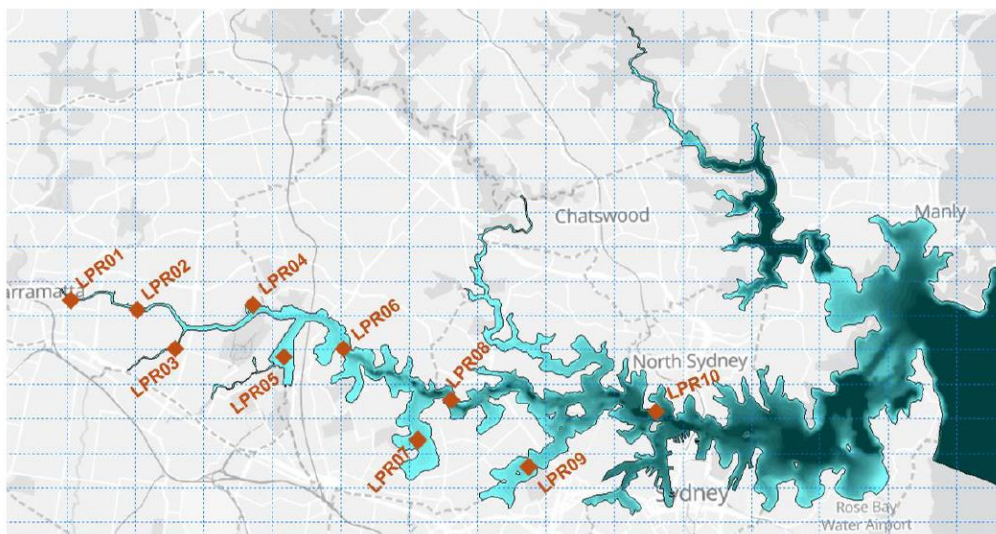 Chatswood
Manly
LPR01
LPR02
LPR04
arramatta
LPR06
LPR03
LPR05
LPR08
North Sydney
LPR10
LPR07
LPR09
Sydney
Rose Bay
Water Airport